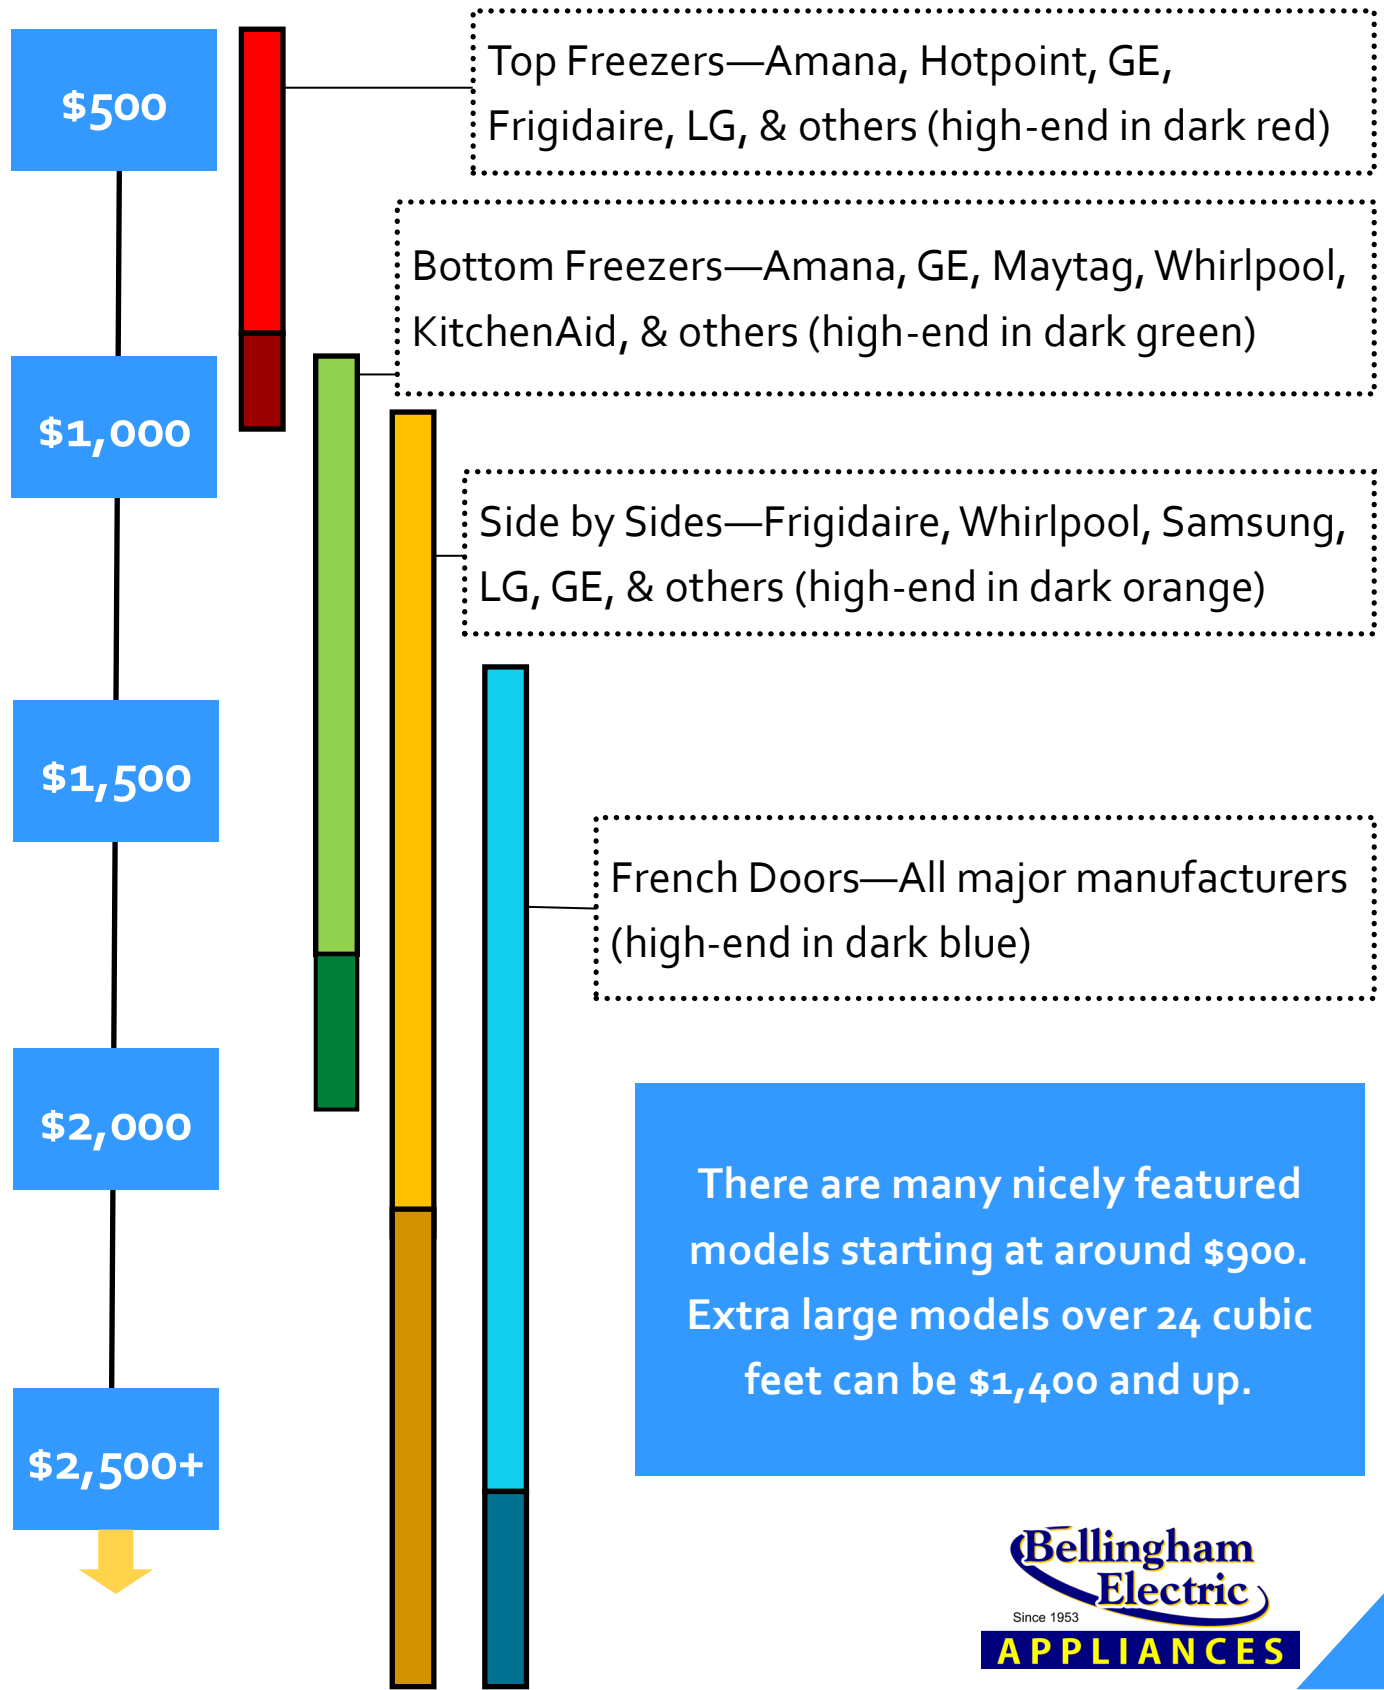 $500
Top Freezers—Amana, Hotpoint, GE,
Frigidaire, LG, & others (high-end in dark red)
Bottom Freezers—Amana, GE, Maytag, Whirlpool,
KitchenAid, & others (high-end in dark green)
$1,000
Side by Sides—Frigidaire, Whirlpool, Samsung,
LG, GE, & others (high-end in dark orange)
$1,500
French Doors—All major manufacturers
(high-end in dark blue)
$2,000
There are many nicely featured
models starting at around $900.
Extra large models over 24 cubic
feet can be $1,400 and up.
$2,500+
Bellingham
Electric
Since 1953
APPLIANCES